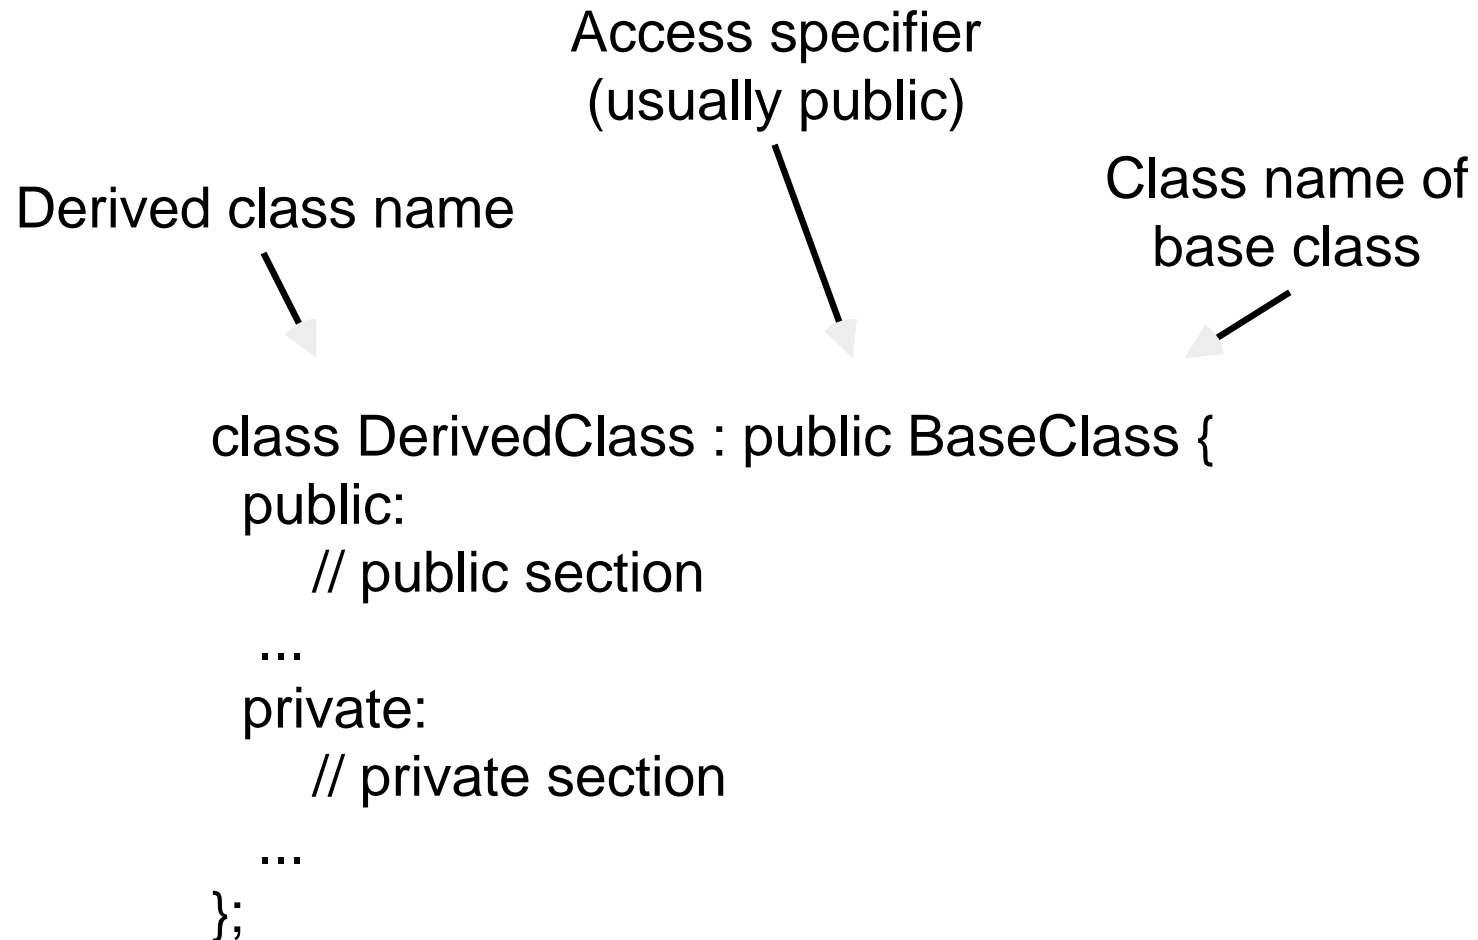 Access specifier
(usually public)
Derived class name
Class name of
base class
class DerivedClass : public BaseClass {
public:
// public section
...
private:
// private section
...
};